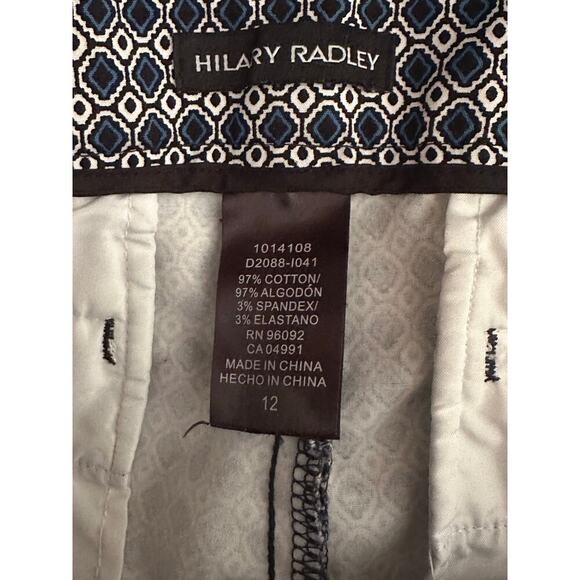 HILARY RADLEY
1014108
D2088-I041
97% COTTON/
97% ALGODÓN
3% SPANDEX/
3% ELASTANO
RN 96092
CA 04991
MADE IN CHINA
HECHO IN CHINA
12